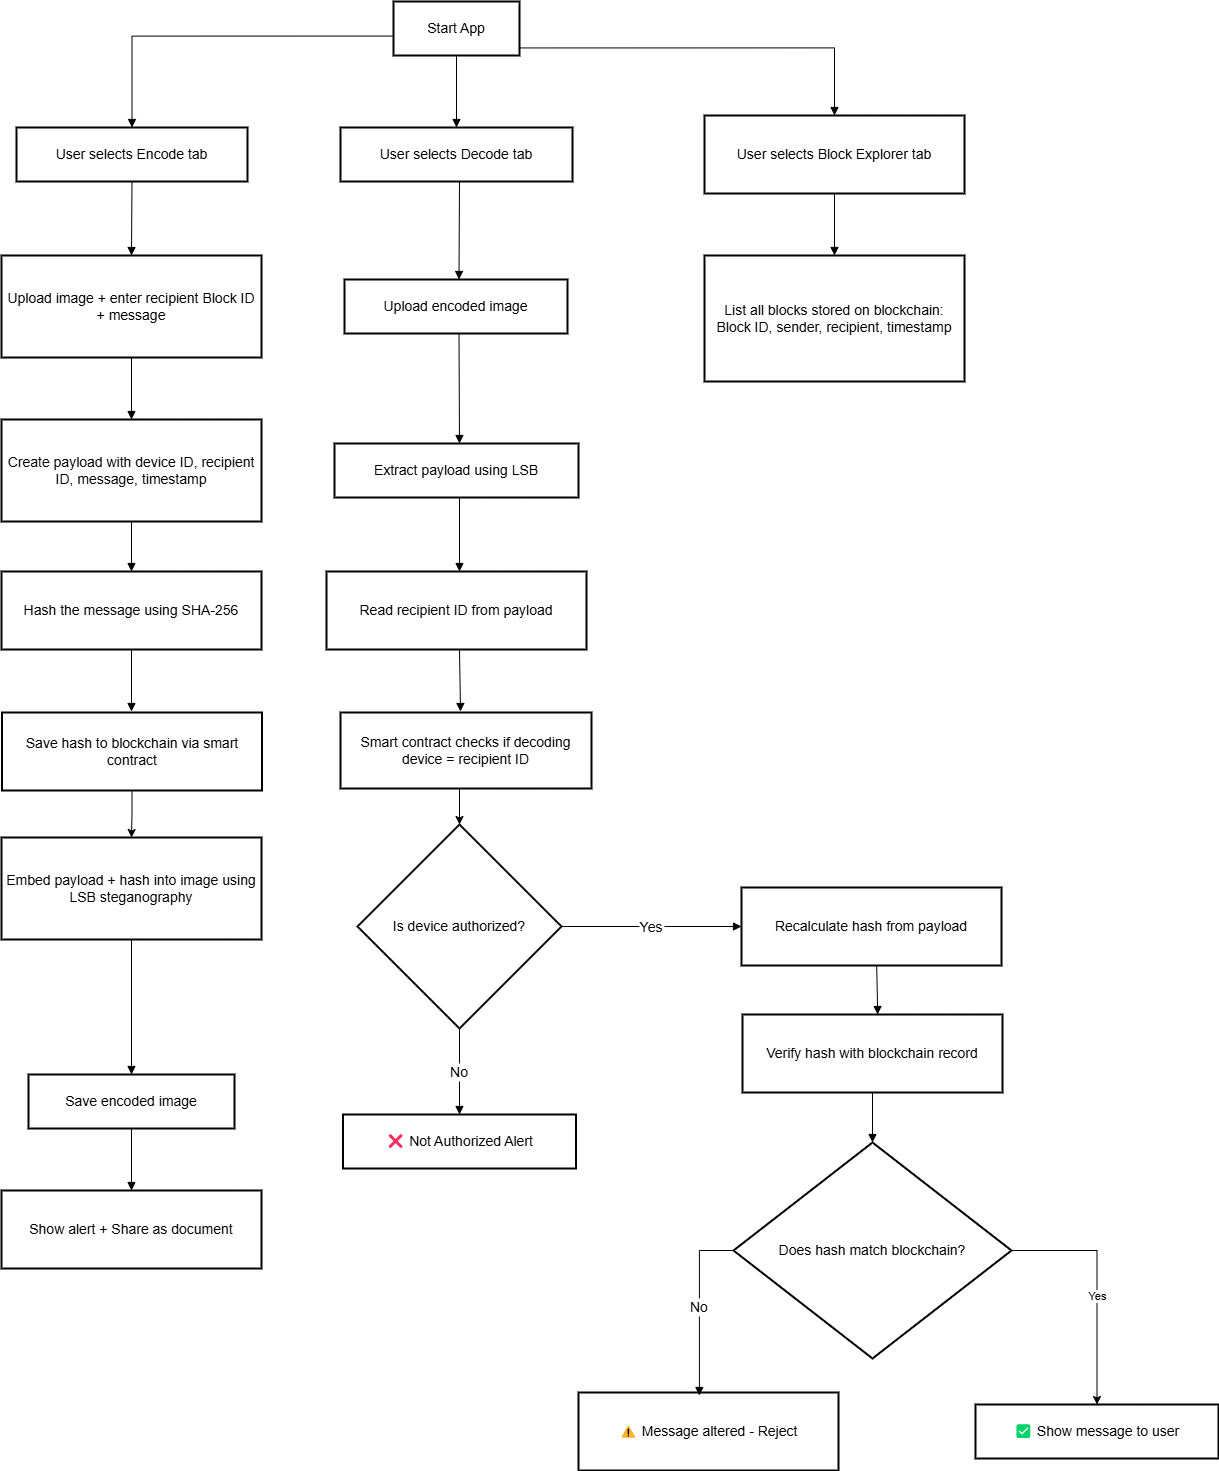 Start App
User selects Encode tab
Upload image + enter recipient Block ID
+ message
Create payload with device ID, recipient
ID, message, timestamp
Hash the message using SHA-256
Save hash to blockchain via smart
contract
Embed payload + hash into image using
LSB steganography
Save encoded image
Show alert + Share as document
User selects Decode tab
Upload encoded image
Extract payload using LSB
Read recipient ID from payload
Smart contract checks if decoding
device = recipient ID
Is device authorized?
No
❌ Not Authorized Alert
Yes
Recalculate hash from payload
Verify hash with blockchain record
Does hash match blockchain?
No
⚠️ Message altered - Reject
Yes
✅ Show message to user
User selects Block Explorer tab
List all blocks stored on blockchain:
Block ID, sender, recipient, timestamp